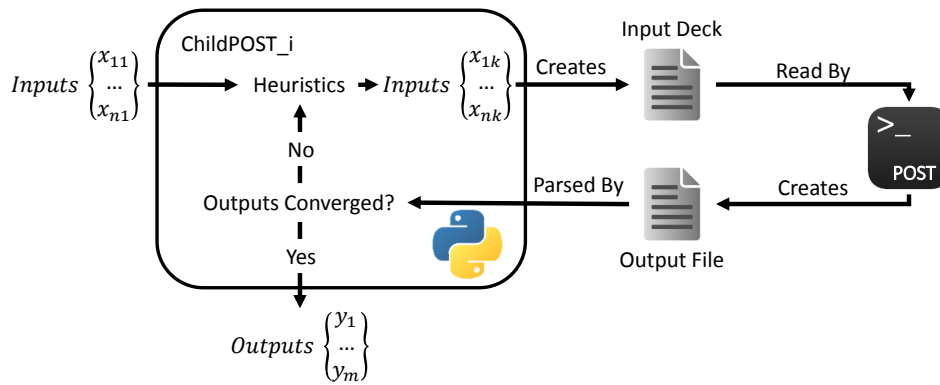 ChildPOST_i
Input Deck
Inputs { x₁₁ ... xₙ₁ }
Heuristics
Inputs { x₁ₖ ... xₙₖ }
Creates
Read By
>_
POST
No
Outputs Converged?
Parsed By
Creates
Yes
Output File
Outputs { y₁ ... yₘ }